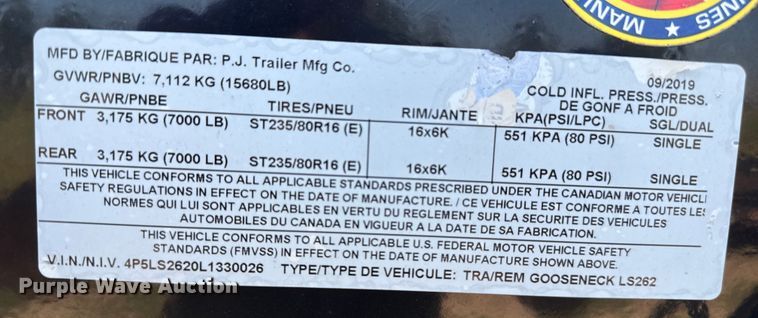 NES ★ MANU
MFD BY/FABRIQUE PAR: P.J. Trailer Mfg Co.
09/2019
GVWR/PNBV: 7,112 KG (15680LB)
COLD INFL. PRESS./PRESS.
DE GONF A FROID
GAWR/PNBE TIRES/PNEU RIM/JANTE KPA(PSI/LPC) SGL/DUAL
FRONT 3,175 KG (7000 LB) ST235/80R16 (E) 16x6K 551 KPA (80 PSI) SINGLE
REAR 3,175 KG (7000 LB) ST235/80R16 (E) 16x6K 551 KPA (80 PSI) SINGLE
THIS VEHICLE CONFORMS TO ALL APPLICABLE STANDARDS PRESCRIBED UNDER THE CANADIAN MOTOR VEHICL
SAFETY REGULATIONS IN EFFECT ON THE DATE OF MANUFACTURE. / CE VEHICULE EST CONFORME A TOUTES LES
NORMES QUI LUI SONT APPLICABLES EN VERTU DU REGLEMENT SUR LA SECURITE DES VEHICULES
AUTOMOBILES DU CANADA EN VIGUEUR A LA DATE DE SA FABRICATION.
THIS VEHICLE CONFORMS TO ALL APPLICABLE U.S. FEDERAL MOTOR VEHICLE SAFETY
STANDARDS (FMVSS) IN EFFECT ON THE DATE OF MANUFACTURE SHOWN ABOVE.
V.I.N./N.I.V. 4P5LS2620L1330026 TYPE/TYPE DE VEHICULE: TRA/REM GOOSENECK LS262
Purple Wave Auction